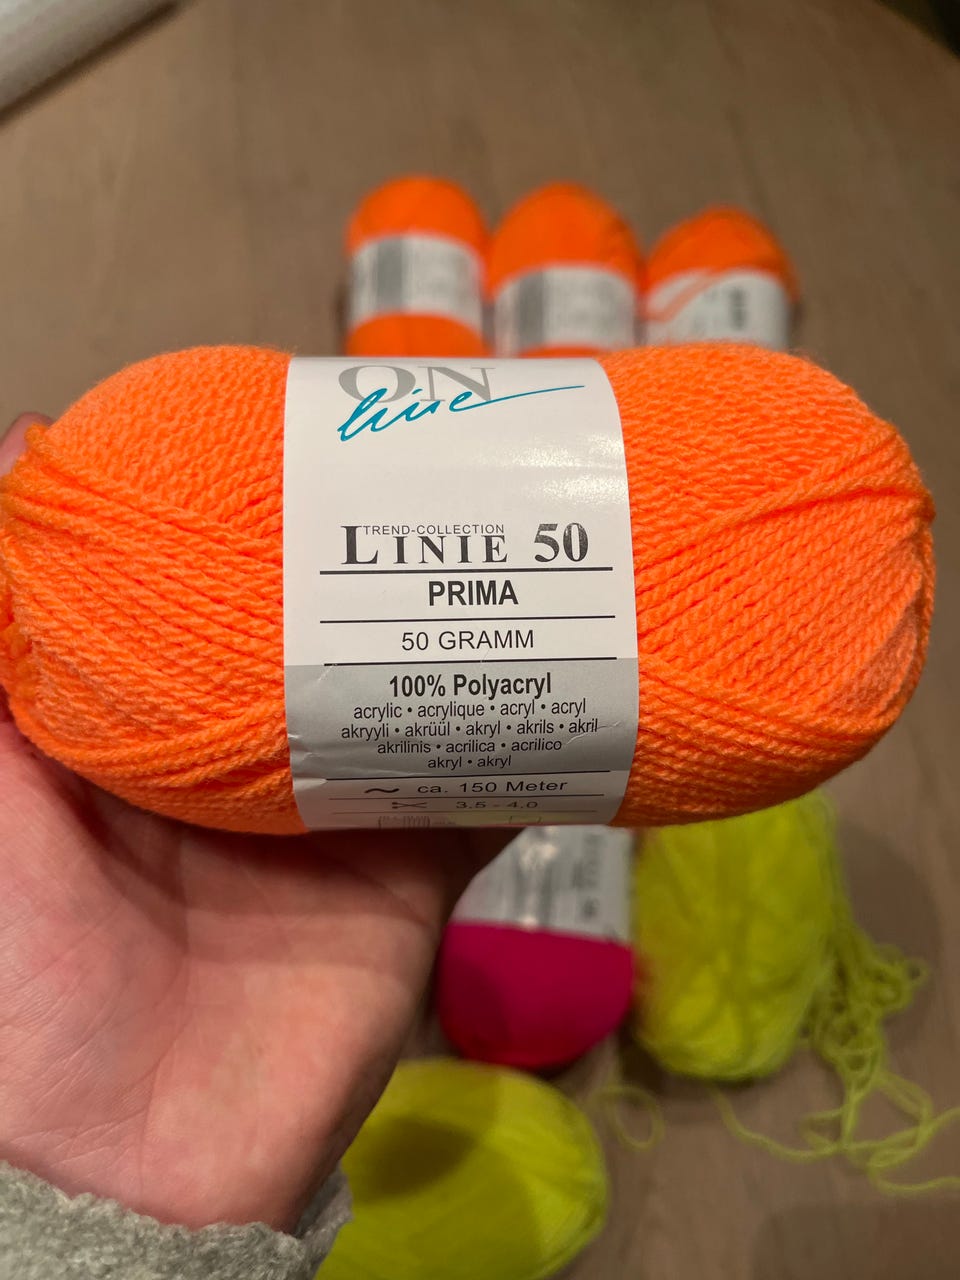 ON
line
TREND-COLLECTION
LINIE 50
PRIMA
50 GRAMM
100% Polyacryl
acrylic • acrylique • acryl • acryl
akryyli • akrüül • akryl • akrils • akril
akrilinis • acrilica • acrilico
akryl • akryl
~ ca. 150 Meter
3,5 - 4,0